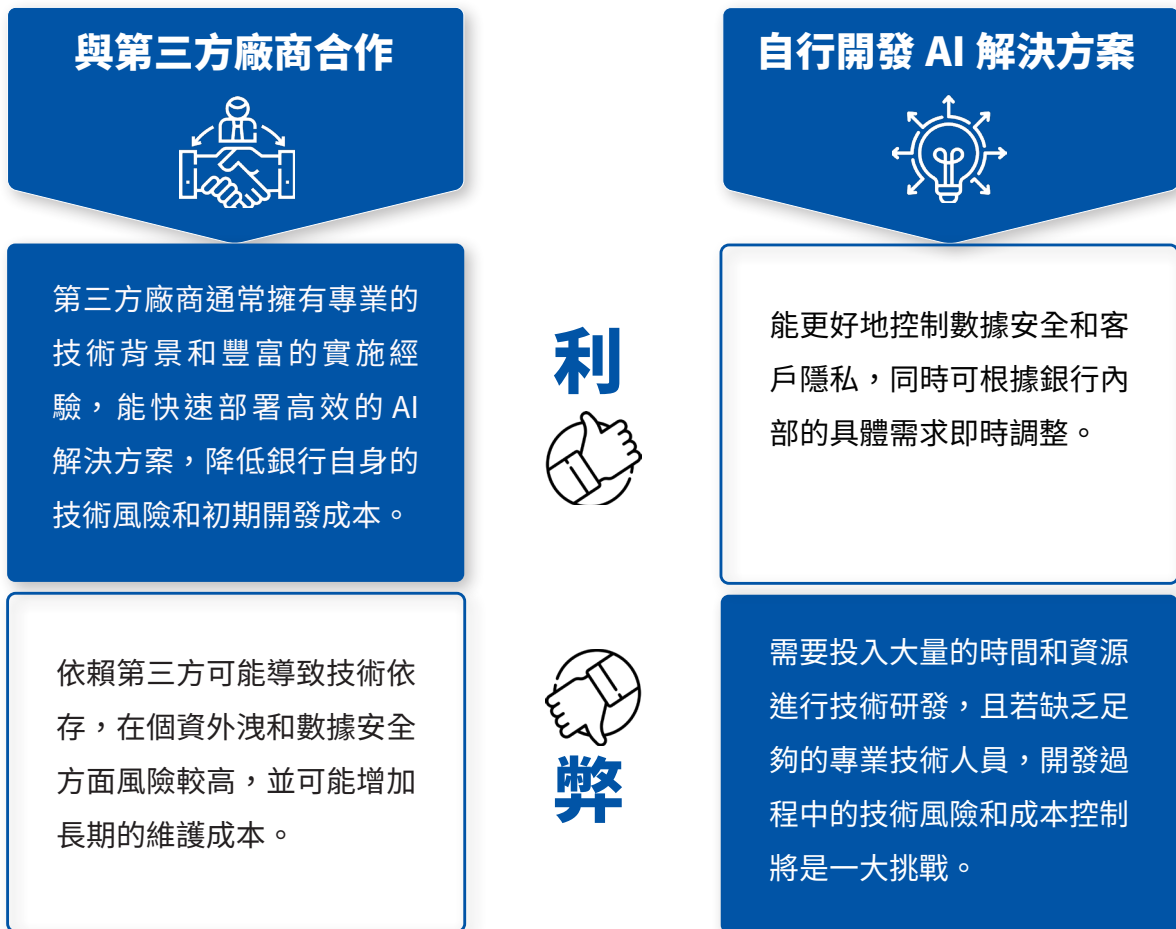 與第三方廠商合作
第三方廠商通常擁有專業的
技術背景和豐富的實施經
驗，能快速部署高效的 AI
解決方案，降低銀行自身的
技術風險和初期開發成本。
依賴第三方可能導致技術依
存，在個資外洩和數據安全
方面風險較高，並可能增加
長期的維護成本。
利
弊
自行開發 AI 解決方案
能更好地控制數據安全和客
戶隱私，同時可根據銀行內
部的具體需求即時調整。
需要投入大量的時間和資源
進行技術研發，且若缺乏足
夠的專業技術人員，開發過
程中的技術風險和成本控制
將是一大挑戰。